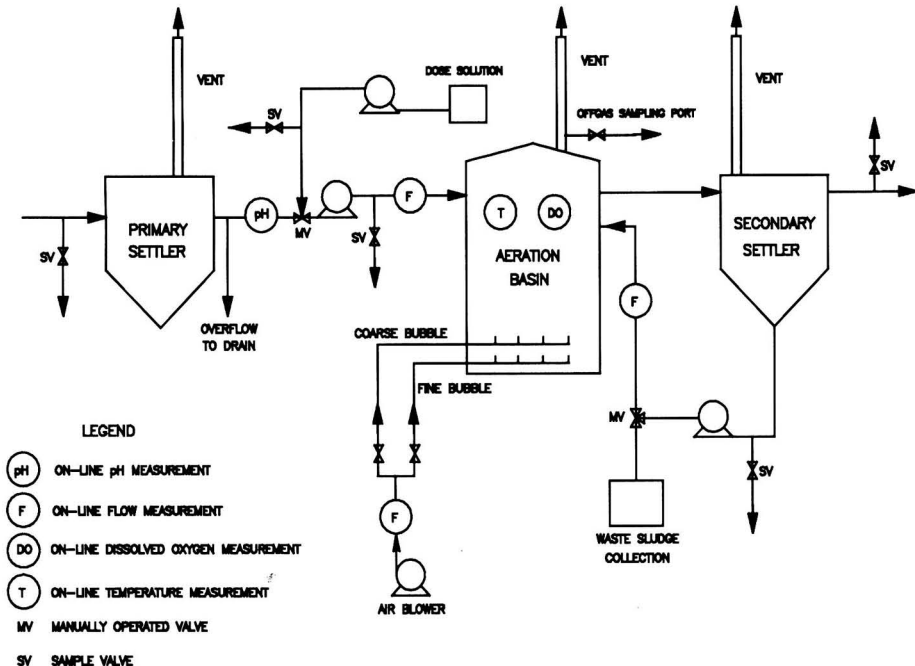 VENT
DOSE SOLUTION
VENT
VENT
SV
OFFGAS SAMPLING PORT
SV
PRIMARY
SETTLER
pH
MV
F
T
DO
SECONDARY
SETTLER
SV
SV
AERATION
BASIN
F
OVERFLOW
TO DRAIN
COARSE BUBBLE
FINE BUBBLE
MV
SV
F
WASTE SLUDGE
COLLECTION
AIR BLOWER
LEGEND
pH ON-LINE pH MEASUREMENT
F ON-LINE FLOW MEASUREMENT
DO ON-LINE DISSOLVED OXYGEN MEASUREMENT
T ON-LINE TEMPERATURE MEASUREMENT
MV MANUALLY OPERATED VALVE
SV SAMPLE VALVE